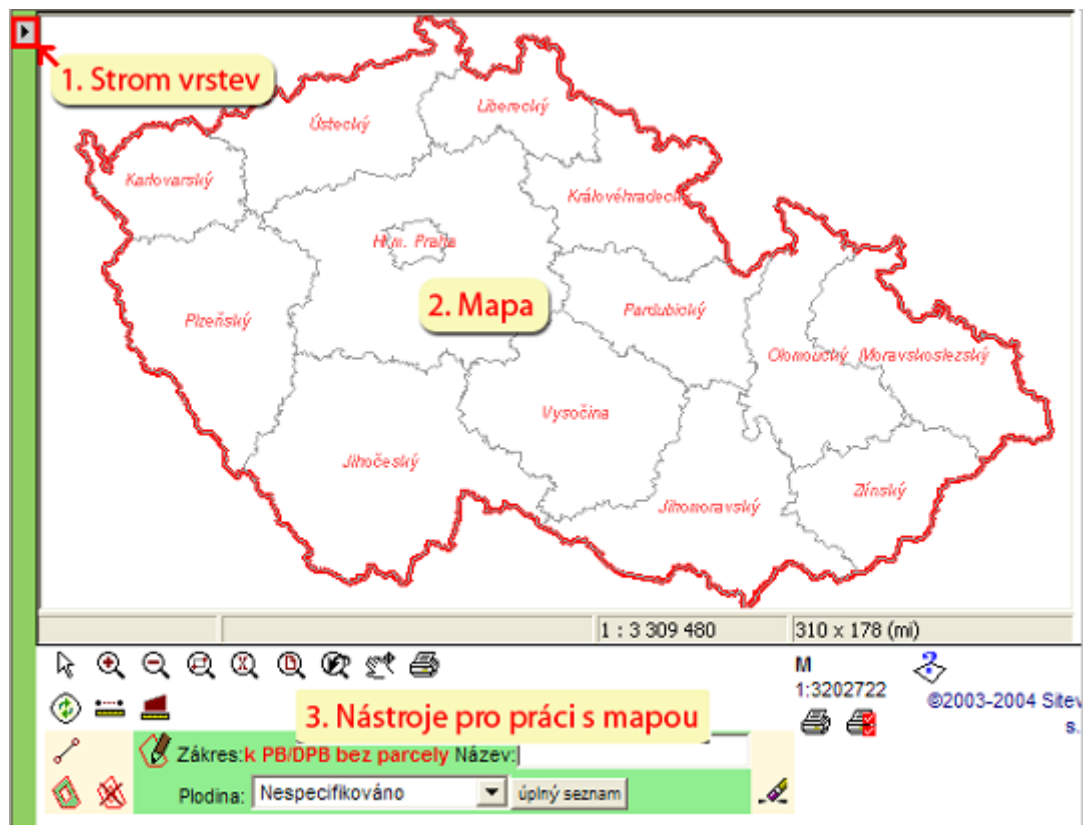 1. Strom vrstev
Liberecký
Ústecký
Karlovarský
Královéhradeck
Hl.m. Praha
2. Mapa
Plzeňský
Pardubický
Olomoucký
Moravskoslezský
Vysočina
Jihočeský
Zlínský
Jihomoravský
1 : 3 309 480
310 x 178 (mi)
M
1:3202722
©2003-2004 Sitev
s.
3. Nástroje pro práci s mapou
Zákres:k PB/DPB bez parcely Název:
Plodina: Nespecifikováno úplný seznam